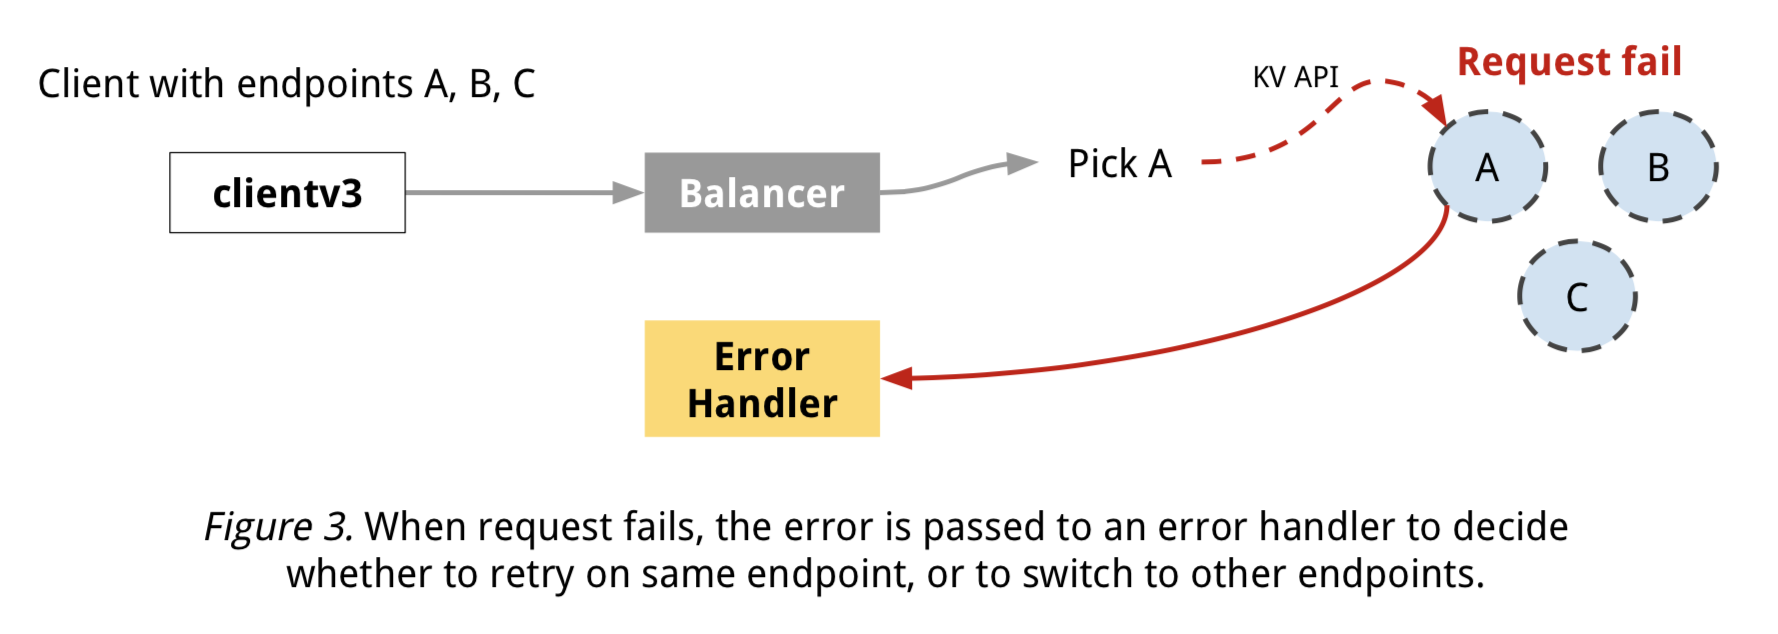 Client with endpoints A, B, C
clientv3
Balancer
Pick A
KV API
Request fail
A
B
C
Error
Handler
Figure 3. When request fails, the error is passed to an error handler to decide
whether to retry on same endpoint, or to switch to other endpoints.